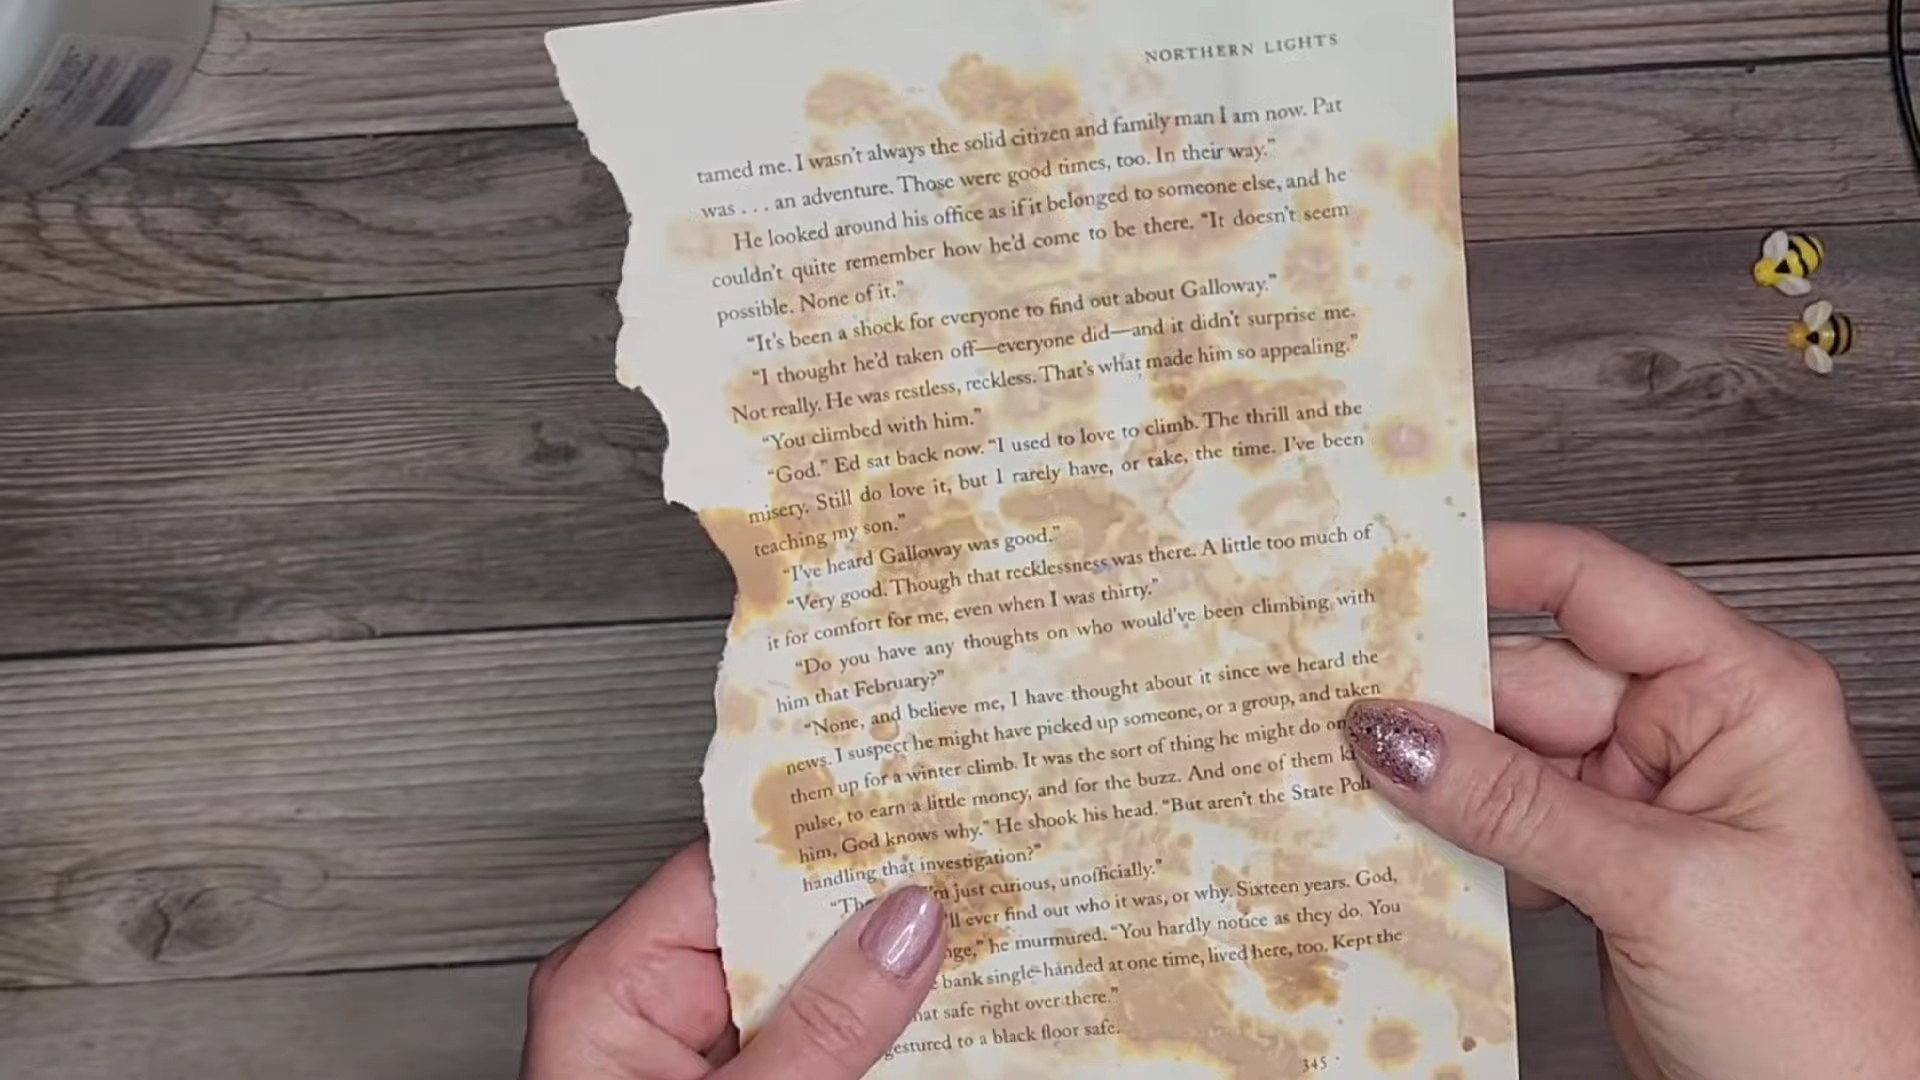 NORTHERN LIGHTS
tamed me. I wasn't always the solid citizen and family man I am now. Pat
was . . . an adventure. Those were good times, too. In their way."
He looked around his office as if it belonged to someone else, and he
couldn't quite remember how he'd come to be there. "It doesn't seem
possible. None of it."
"It's been a shock for everyone to find out about Galloway."
"I thought he'd taken off—everyone did—and it didn't surprise me.
Not really. He was restless, reckless. That's what made him so appealing."
"You climbed with him."
"God." Ed sat back now. "I used to love to climb. The thrill and the
misery. Still do love it, but I rarely have, or take, the time. I've been
teaching my son."
"I've heard Galloway was good."
"Very good. Though that recklessness was there. A little too much of
it for comfort for me, even when I was thirty."
"Do you have any thoughts on who would've been climbing with
him that February?"
"None, and believe me, I have thought about it since we heard the
news. I suspect he might have picked up someone, or a group, and taken
them up for a winter climb. It was the sort of thing he might do on
pulse, to earn a little money, and for the buzz. And one of them
him, God knows why." He shook his head. "But aren't the State
handling that investigation?"
just curious, unofficially."
ever find out who it was, or why. Sixteen years. God,
he murmured. "You hardly notice as they do. You
bank single-handed at one time, lived here, too. Kept the
safe right over there."
gestured to a black floor safe.
345